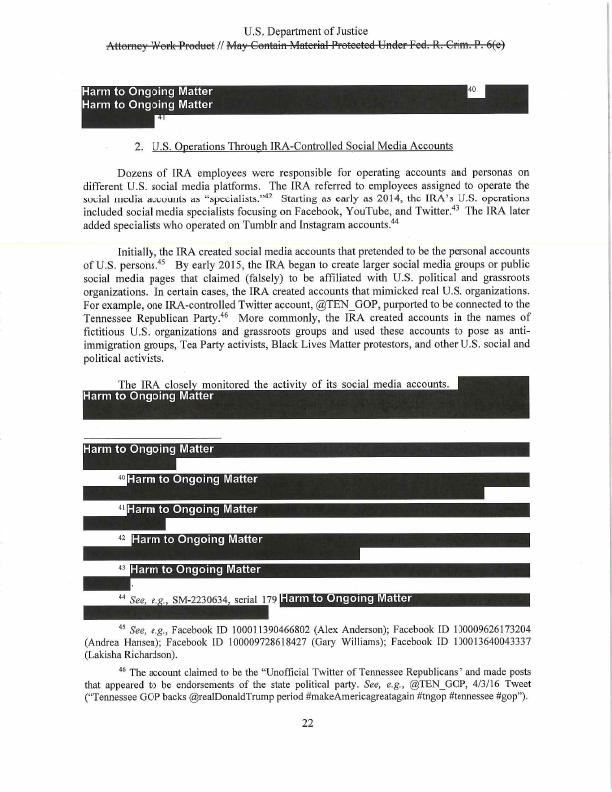 U.S. Department of Justice
Attorney Work Product // May Contain Material Protected Under Fed. R. Crim. P. 6(e)
Harm to Ongoing Matter 40
Harm to Ongoing Matter
41
2. U.S. Operations Through IRA-Controlled Social Media Accounts
Dozens of IRA employees were responsible for operating accounts and personas on
different U.S. social media platforms. The IRA referred to employees assigned to operate the
social media accounts as “specialists.”42 Starting as early as 2014, the IRA’s U.S. operations
included social media specialists focusing on Facebook, YouTube, and Twitter.43 The IRA later
added specialists who operated on Tumblr and Instagram accounts.44
Initially, the IRA created social media accounts that pretended to be the personal accounts
of U.S. persons.45 By early 2015, the IRA began to create larger social media groups or public
social media pages that claimed (falsely) to be affiliated with U.S. political and grassroots
organizations. In certain cases, the IRA created accounts that mimicked real U.S. organizations.
For example, one IRA-controlled Twitter account, @TEN_GOP, purported to be connected to the
Tennessee Republican Party.46 More commonly, the IRA created accounts in the names of
fictitious U.S. organizations and grassroots groups and used these accounts to pose as anti-
immigration groups, Tea Party activists, Black Lives Matter protestors, and other U.S. social and
political activists.
The IRA closely monitored the activity of its social media accounts.
Harm to Ongoing Matter
Harm to Ongoing Matter
40 Harm to Ongoing Matter
41 Harm to Ongoing Matter
42 Harm to Ongoing Matter
43 Harm to Ongoing Matter
.
44 See, e.g., SM-2230634, serial 179 Harm to Ongoing Matter
45 See, e.g., Facebook ID 100011390466802 (Alex Anderson); Facebook ID 100009626173204
(Andrea Hansen); Facebook ID 100009728618427 (Gary Williams); Facebook ID 100013640043337
(Lakisha Richardson).
46 The account claimed to be the “Unofficial Twitter of Tennessee Republicans” and made posts
that appeared to be endorsements of the state political party. See, e.g., @TEN_GOP, 4/3/16 Tweet
(“Tennessee GOP backs @realDonaldTrump period #makeAmericagreatagain #tngop #tennessee #gop”).
22